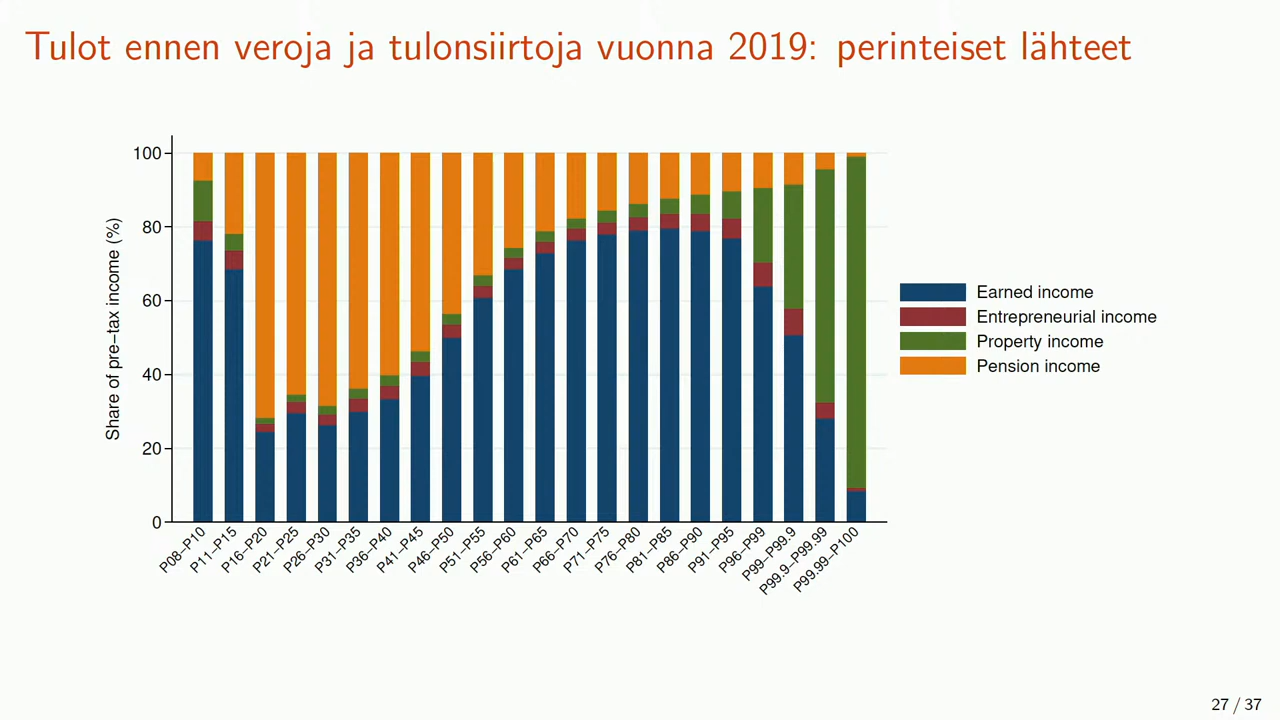 Tulot ennen veroja ja tulonsiirtoja vuonna 2019: perinteiset lähteet
Share of pre-tax income (%)
100
80
60
40
20
0
P08-P10
P11-P15
P16-P20
P21-P25
P26-P30
P31-P35
P36-P40
P41-P45
P46-P50
P51-P55
P56-P60
P61-P65
P66-P70
P71-P75
P76-P80
P81-P85
P86-P90
P91-P95
P96-P99
P99-P99.9
P99.9-P99.99
P99.99-P100
Earned income
Entrepreneurial income
Property income
Pension income
27 / 37